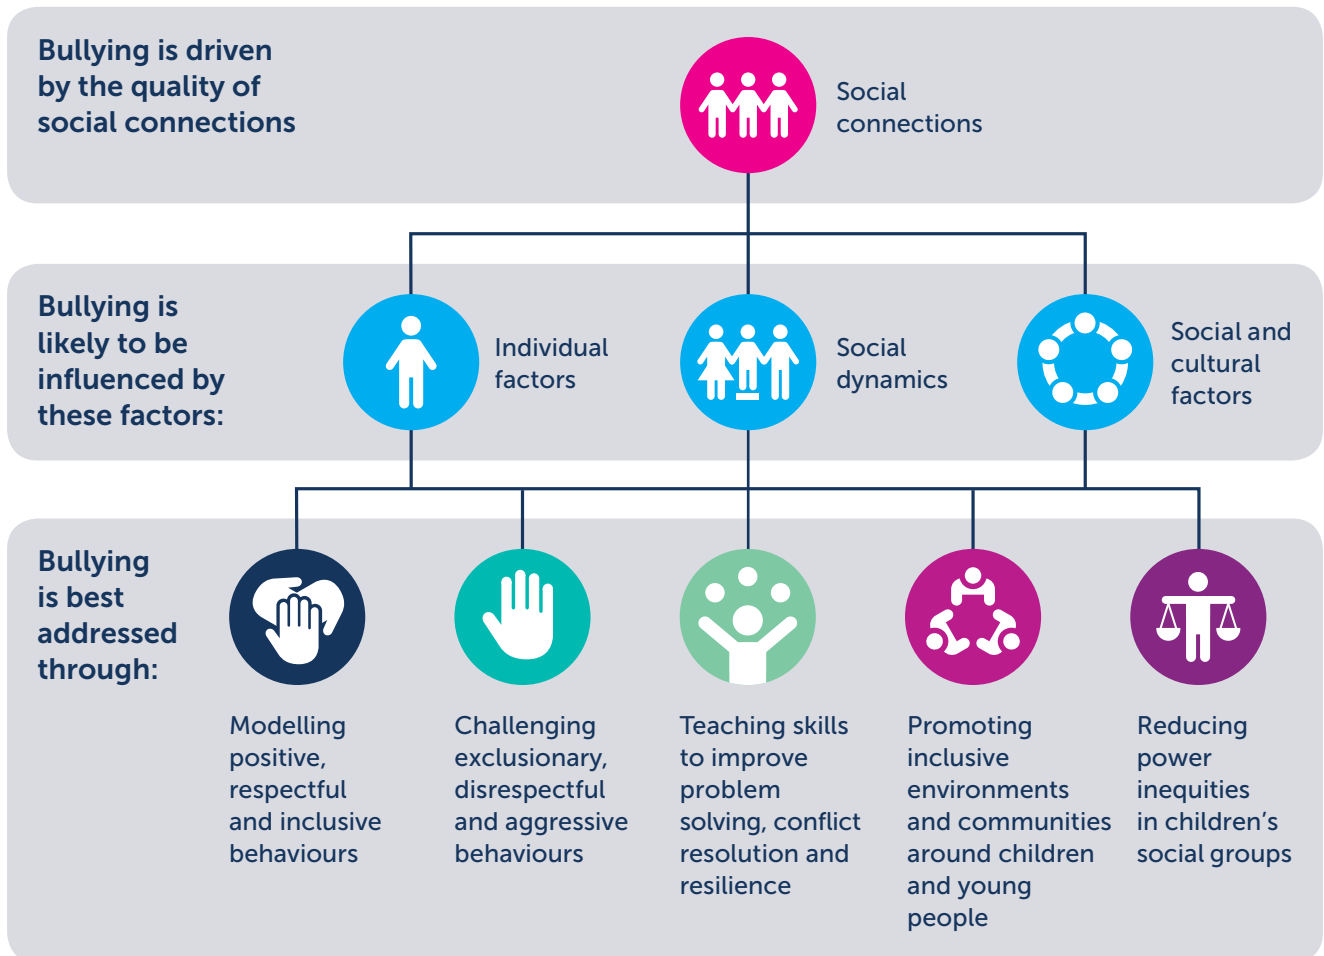 Bullying is driven
by the quality of
social connections
Social
connections
Bullying is
likely to be
influenced by
these factors:
Individual
factors
Social
dynamics
Social and
cultural
factors
Bullying
is best
addressed
through:
Modelling
positive,
respectful
and inclusive
behaviours
Challenging
exclusionary,
disrespectful
and aggressive
behaviours
Teaching skills
to improve
problem
solving, conflict
resolution and
resilience
Promoting
inclusive
environments
and communities
around children
and young
people
Reducing
power
inequities
in children’s
social groups